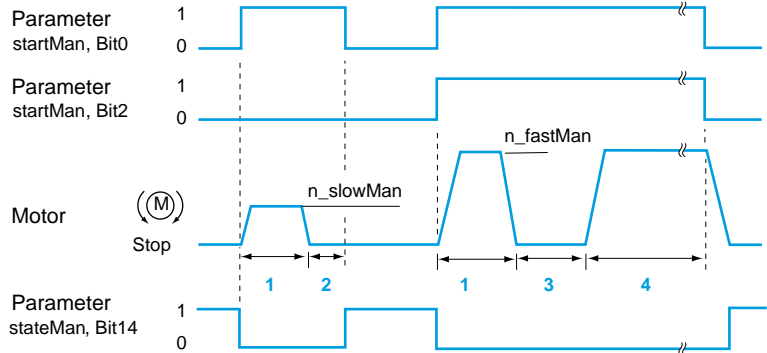 Parameter
startMan, Bit0
1
0
Parameter
startMan, Bit2
1
0
n_fastMan
n_slowMan
Motor
M
Stop
1
2
1
3
4
Parameter
stateMan, Bit14
1
0